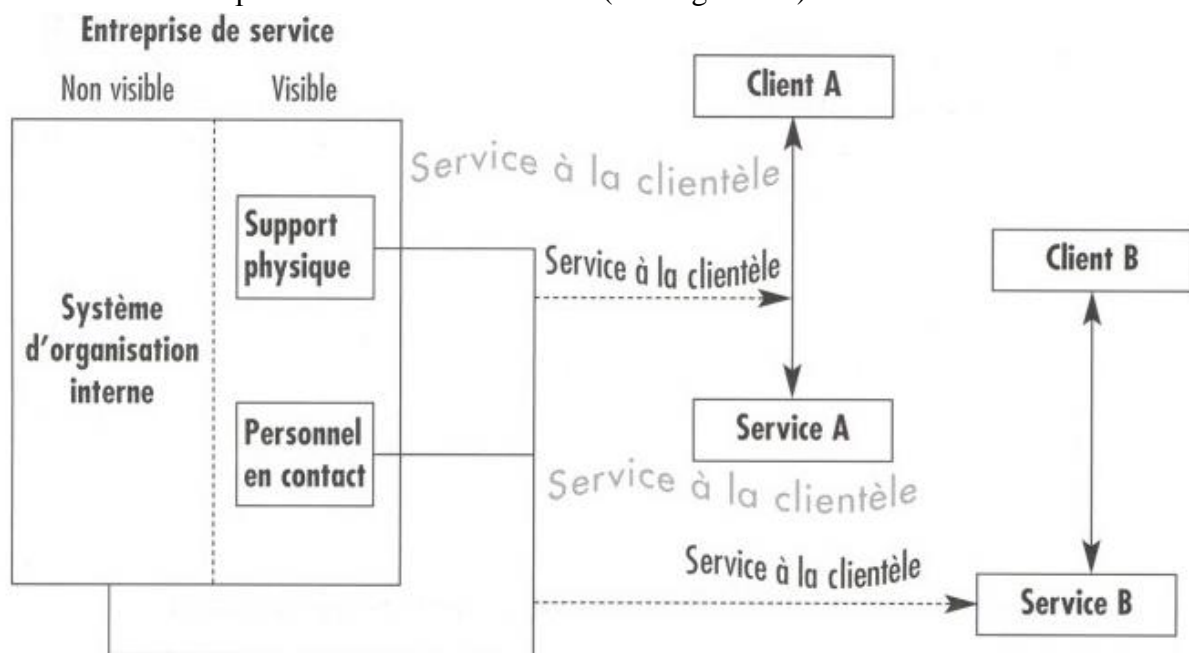 Entreprise de service
Non visible
Visible
Système
d'organisation
interne
Support
physique
Personnel
en contact
Service à la clientèle
Service à la clientèle
Client A
Service A
Service à la clientèle
Service à la clientèle
Client B
Service B